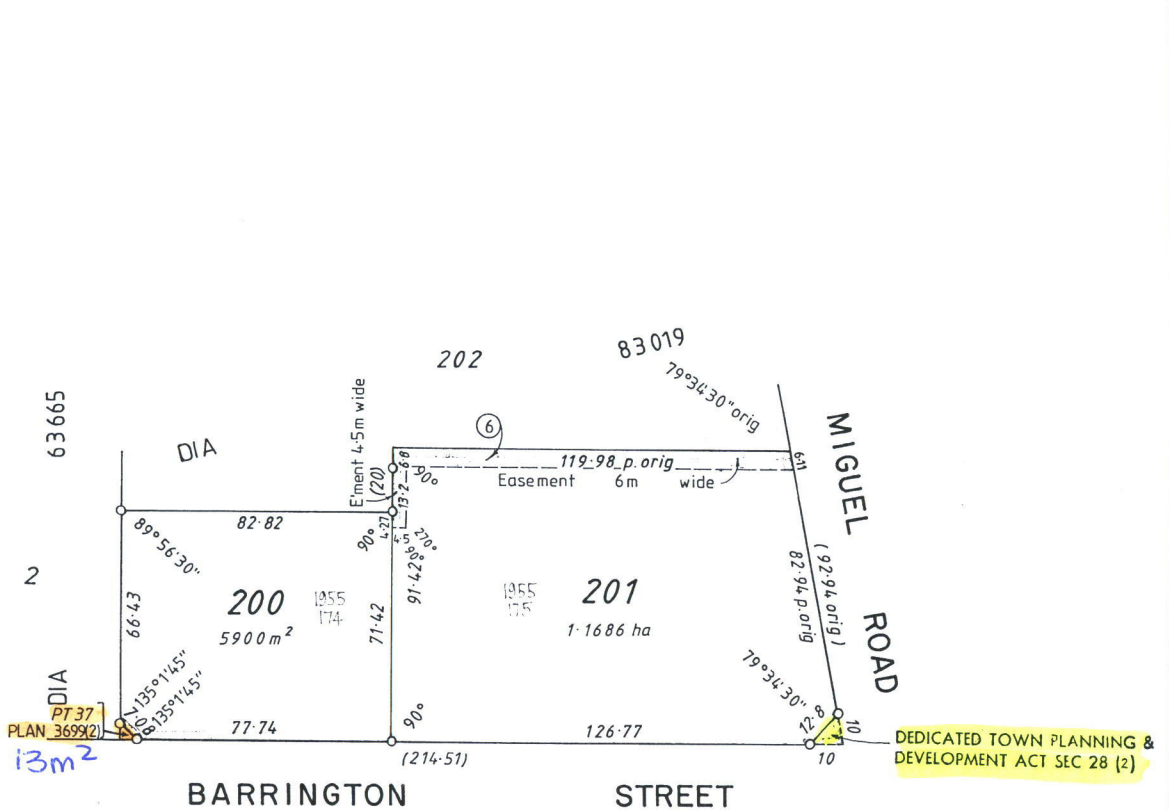 83019
202
79°34'30" orig
63665
E'ment 4·5m wide
DIA
MIGUEL
6
(20)
6·8
119·98 p.orig
6·11
90°
Easement 6m wide
13·2
82·82
4·27
4·5
270°
90°
90°
89°56'30"
2
200
1955
174
5900m²
66·43
71·42
91·42
1955
175
201
1·1686 ha
82·94 p.orig
(92·94 orig)
ROAD
79°34'30"
135°1'45"
135°1'45"
DIA
PT 37
PLAN 3699(2)
7·08
13m²
77·74
90°
126·77
12·8
10
10
DEDICATED TOWN PLANNING &
DEVELOPMENT ACT SEC 28 (2)
(214·51)
BARRINGTON STREET